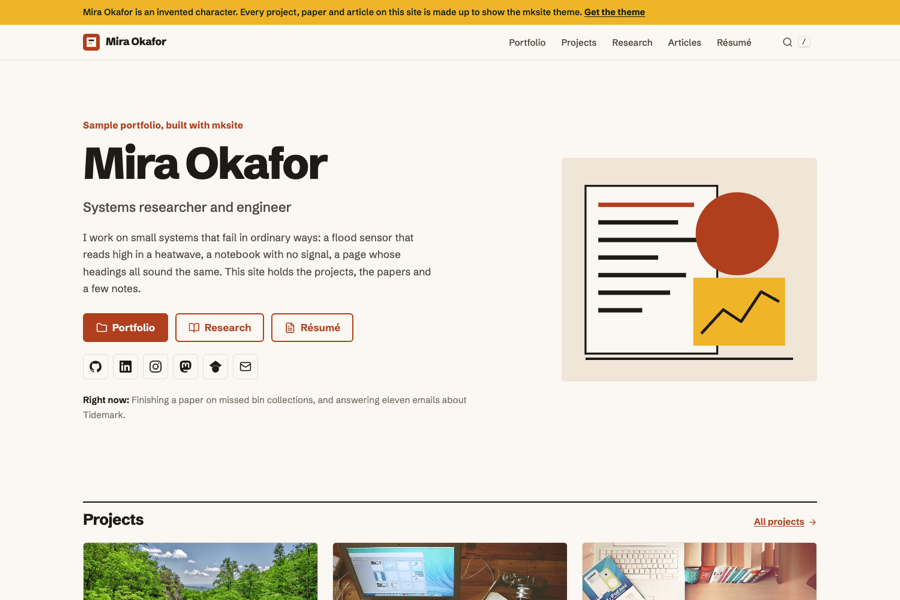 Mira Okafor is an invented character. Every project, paper and article on this site is made up to show the mksite theme. Get the theme
Mira Okafor
Portfolio Projects Research Articles Résumé /
Sample portfolio, built with mksite
Mira Okafor
Systems researcher and engineer
I work on small systems that fail in ordinary ways: a flood sensor that
reads high in a heatwave, a notebook with no signal, a page whose
headings all sound the same. This site holds the projects, the papers and
a few notes.
Portfolio Research Résumé
Right now: Finishing a paper on missed bin collections, and answering eleven emails about
Tidemark.
Projects
All projects →